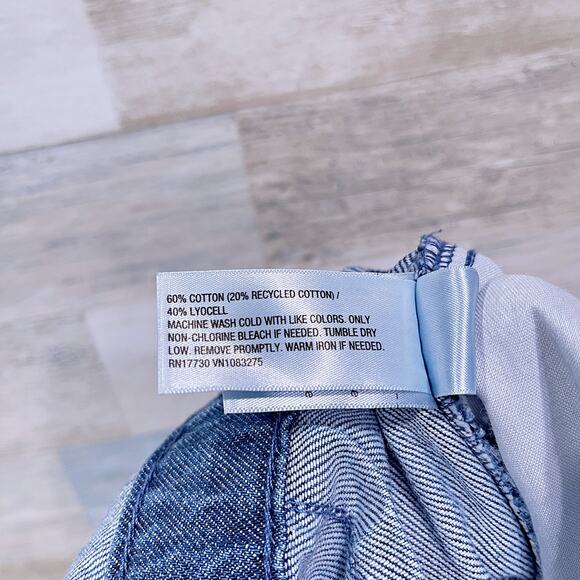 60% COTTON (20% RECYCLED COTTON) /
40% LYOCELL
MACHINE WASH COLD WITH LIKE COLORS. ONLY
NON-CHLORINE BLEACH IF NEEDED. TUMBLE DRY
LOW. REMOVE PROMPTLY. WARM IRON IF NEEDED.
RN17730 VN1083275